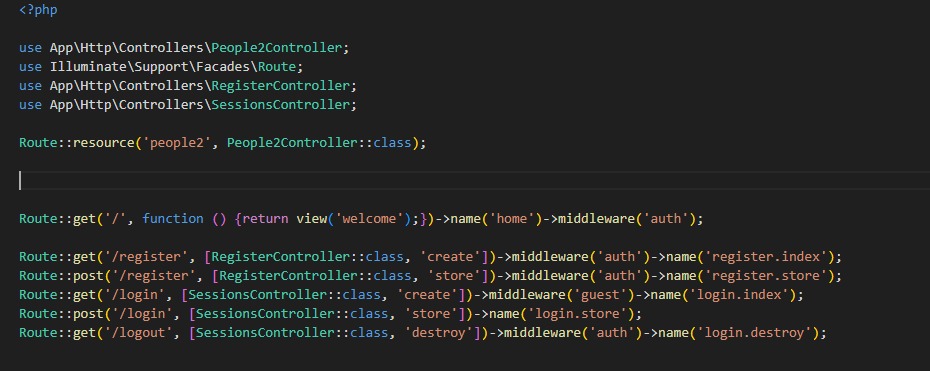 <?php
use App\Http\Controllers\People2Controller;
use Illuminate\Support\Facades\Route;
use App\Http\Controllers\RegisterController;
use App\Http\Controllers\SessionsController;
Route::resource('people2', People2Controller::class);
Route::get('/', function () {return view('welcome');})->name('home')->middleware('auth');
Route::get('/register', [RegisterController::class, 'create'])->middleware('auth')->name('register.index');
Route::post('/register', [RegisterController::class, 'store'])->middleware('auth')->name('register.store');
Route::get('/login', [SessionsController::class, 'create'])->middleware('guest')->name('login.index');
Route::post('/login', [SessionsController::class, 'store'])->name('login.store');
Route::get('/logout', [SessionsController::class, 'destroy'])->middleware('auth')->name('login.destroy');